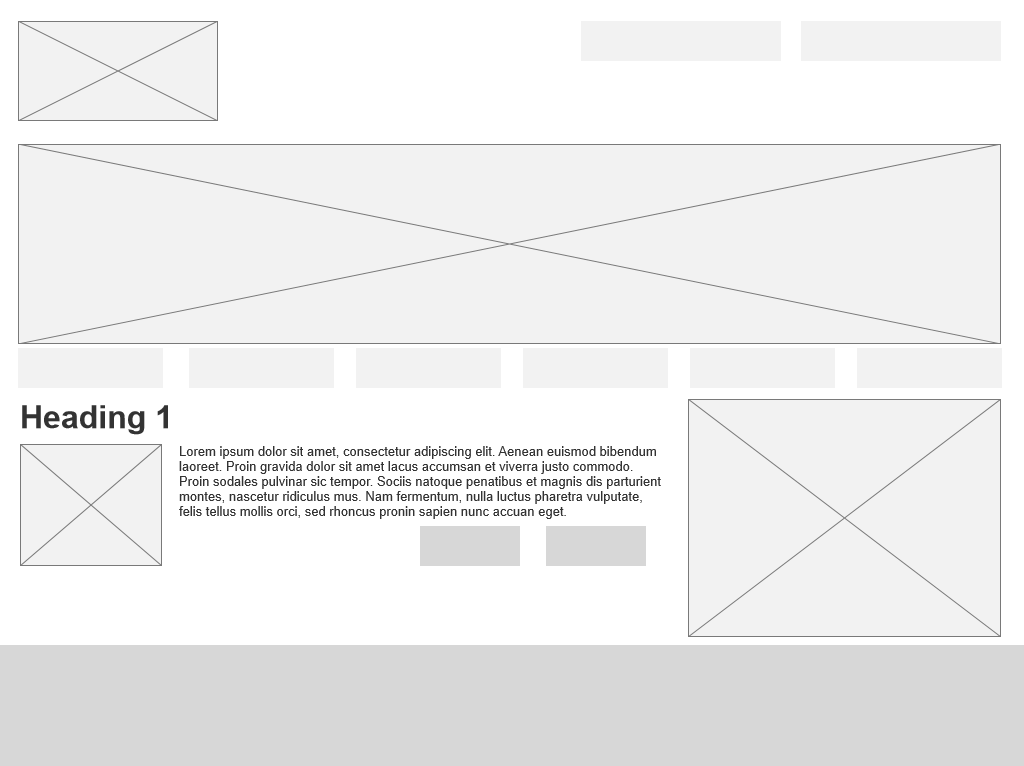 Heading 1
Lorem ipsum dolor sit amet, consectetur adipiscing elit. Aenean euismod bibendum
laoreet. Proin gravida dolor sit amet lacus accumsan et viverra justo commodo.
Proin sodales pulvinar sic tempor. Sociis natoque penatibus et magnis dis parturient
montes, nascetur ridiculus mus. Nam fermentum, nulla luctus pharetra vulputate,
felis tellus mollis orci, sed rhoncus pronin sapien nunc accuan eget.